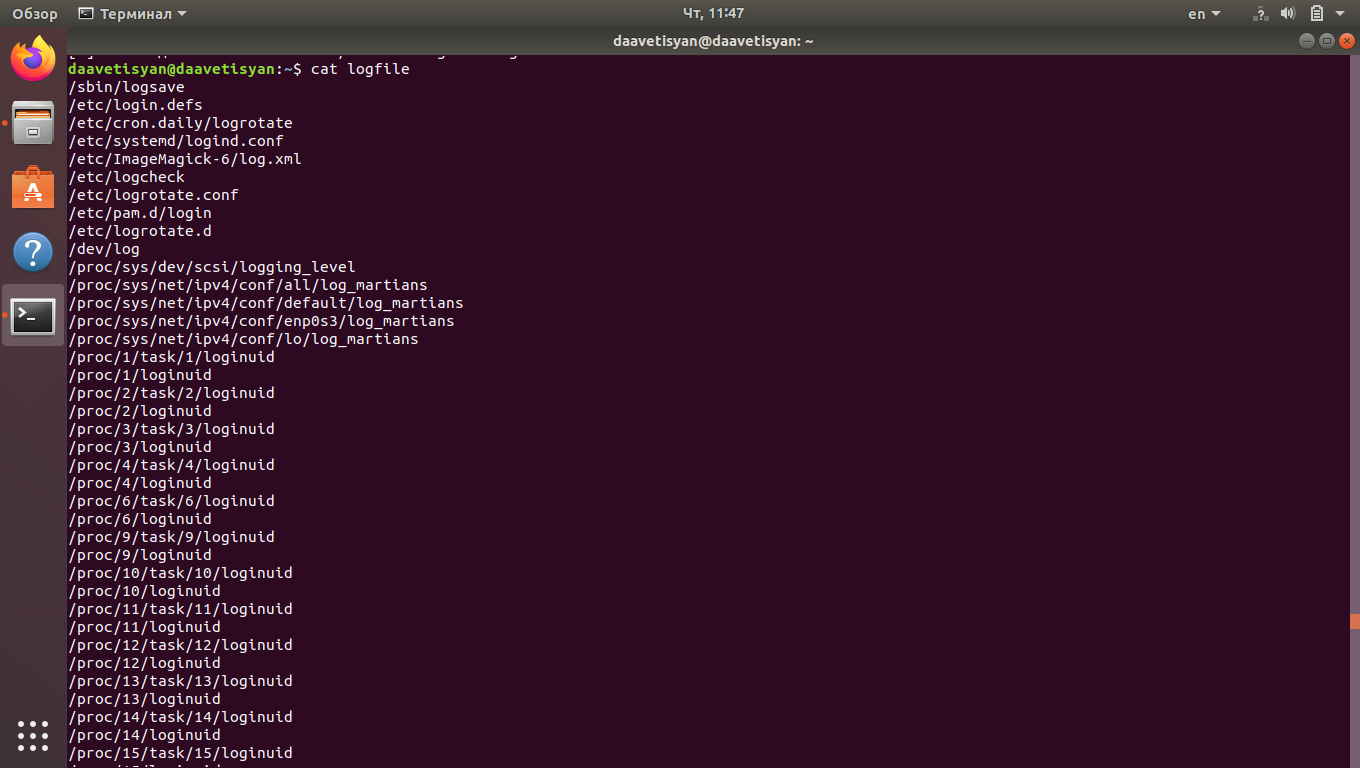 Обзор
Терминал
Чт, 11:47
en
daavetisyan@daavetisyan: ~
daavetisyan@daavetisyan:~$ cat logfile
/sbin/logsave
/etc/login.defs
/etc/cron.daily/logrotate
/etc/systemd/logind.conf
/etc/ImageMagick-6/log.xml
/etc/logcheck
/etc/logrotate.conf
/etc/pam.d/login
/etc/logrotate.d
/dev/log
/proc/sys/dev/scsi/logging_level
/proc/sys/net/ipv4/conf/all/log_martians
/proc/sys/net/ipv4/conf/default/log_martians
/proc/sys/net/ipv4/conf/enp0s3/log_martians
/proc/sys/net/ipv4/conf/lo/log_martians
/proc/1/task/1/loginuid
/proc/1/loginuid
/proc/2/task/2/loginuid
/proc/2/loginuid
/proc/3/task/3/loginuid
/proc/3/loginuid
/proc/4/task/4/loginuid
/proc/4/loginuid
/proc/6/task/6/loginuid
/proc/6/loginuid
/proc/9/task/9/loginuid
/proc/9/loginuid
/proc/10/task/10/loginuid
/proc/10/loginuid
/proc/11/task/11/loginuid
/proc/11/loginuid
/proc/12/task/12/loginuid
/proc/12/loginuid
/proc/13/task/13/loginuid
/proc/13/loginuid
/proc/14/task/14/loginuid
/proc/14/loginuid
/proc/15/task/15/loginuid